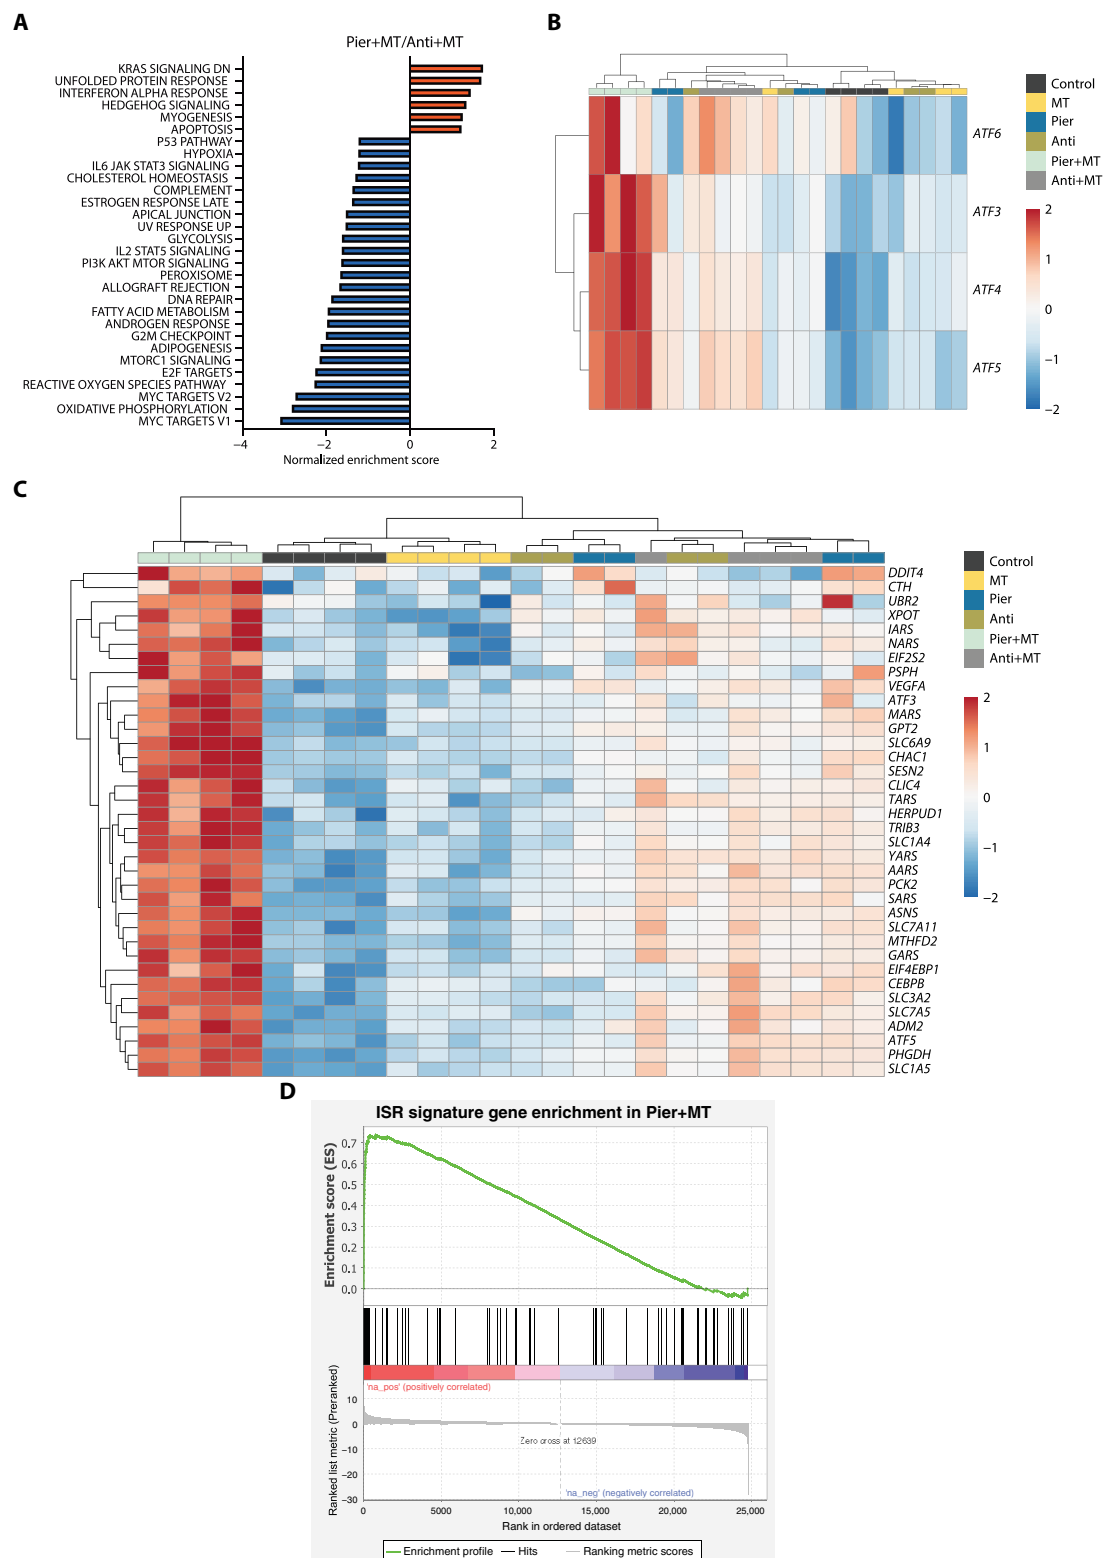 A
Pier+MT/Anti+MT
KRAS SIGNALING DN
UNFOLDED PROTEIN RESPONSE
INTERFERON ALPHA RESPONSE
HEDGEHOG SIGNALING
MYOGENESIS
APOPTOSIS
P53 PATHWAY
HYPOXIA
IL6 JAK STAT3 SIGNALING
CHOLESTEROL HOMEOSTASIS
COMPLEMENT
ESTROGEN RESPONSE LATE
APICAL JUNCTION
UV RESPONSE UP
GLYCOLYSIS
IL2 STAT5 SIGNALING
PI3K AKT MTOR SIGNALING
PEROXISOME
ALLOGRAFT REJECTION
DNA REPAIR
FATTY ACID METABOLISM
ANDROGEN RESPONSE
G2M CHECKPOINT
ADIPOGENESIS
MTORC1 SIGNALING
E2F TARGETS
REACTIVE OXYGEN SPECIES PATHWAY
MYC TARGETS V2
OXIDATIVE PHOSPHORYLATION
MYC TARGETS V1
−4 −2 0 2
Normalized enrichment score
B
ATF6
ATF3
ATF4
ATF5
Control
MT
Pier
Anti
Pier+MT
Anti+MT
2
1
0
−1
−2
C
DDIT4
CTH
UBR2
XPOT
IARS
NARS
EIF2S2
PSPH
VEGFA
ATF3
MARS
GPT2
SLC6A9
CHAC1
SESN2
CLIC4
TARS
HERPUD1
TRIB3
SLC1A4
YARS
AARS
PCK2
SARS
ASNS
SLC7A11
MTHFD2
GARS
EIF4EBP1
CEBPB
SLC3A2
SLC7A5
ADM2
ATF5
PHGDH
SLC1A5
Control
MT
Pier
Anti
Pier+MT
Anti+MT
2
1
0
−1
−2
D
ISR signature gene enrichment in Pier+MT
Enrichment score (ES)
0.7
0.6
0.5
0.4
0.3
0.2
0.1
0.0
'na_pos' (positively correlated)
Ranked list metric (Preranked)
10
0
−10
−20
−30
Zero cross at 12639
'na_neg' (negatively correlated)
0 5000 10,000 15,000 20,000 25,000
Rank in ordered dataset
Enrichment profile Hits Ranking metric scores